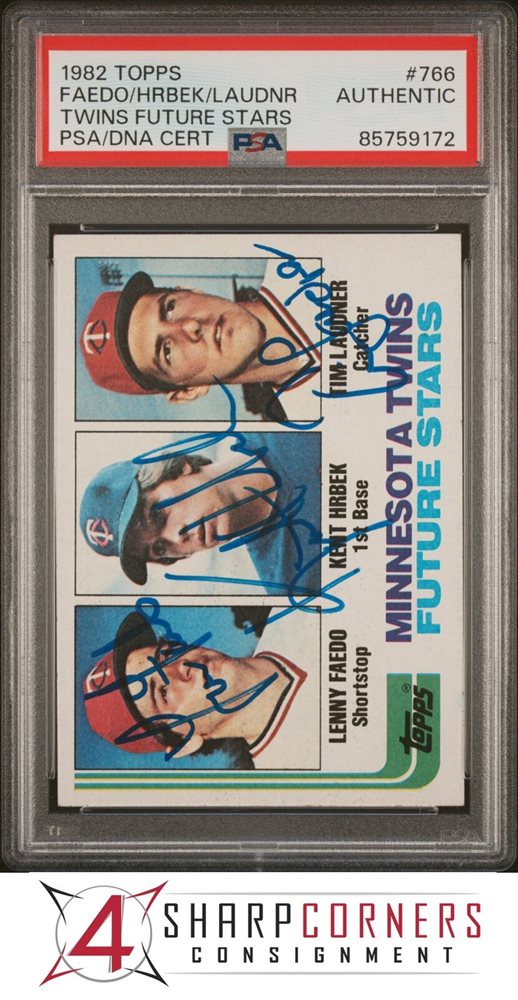 1982 TOPPS #766
FAEDO/HRBEK/LAUDNR AUTHENTIC
TWINS FUTURE STARS
PSA/DNA CERT PSA 85759172
TIM LAUDNER
Catcher
KENT HRBEK
1st Base
LENNY FAEDO
Shortstop
MINNESOTA TWINS
FUTURE STARS
Topps®
4 SHARPCORNERS
CONSIGNMENT